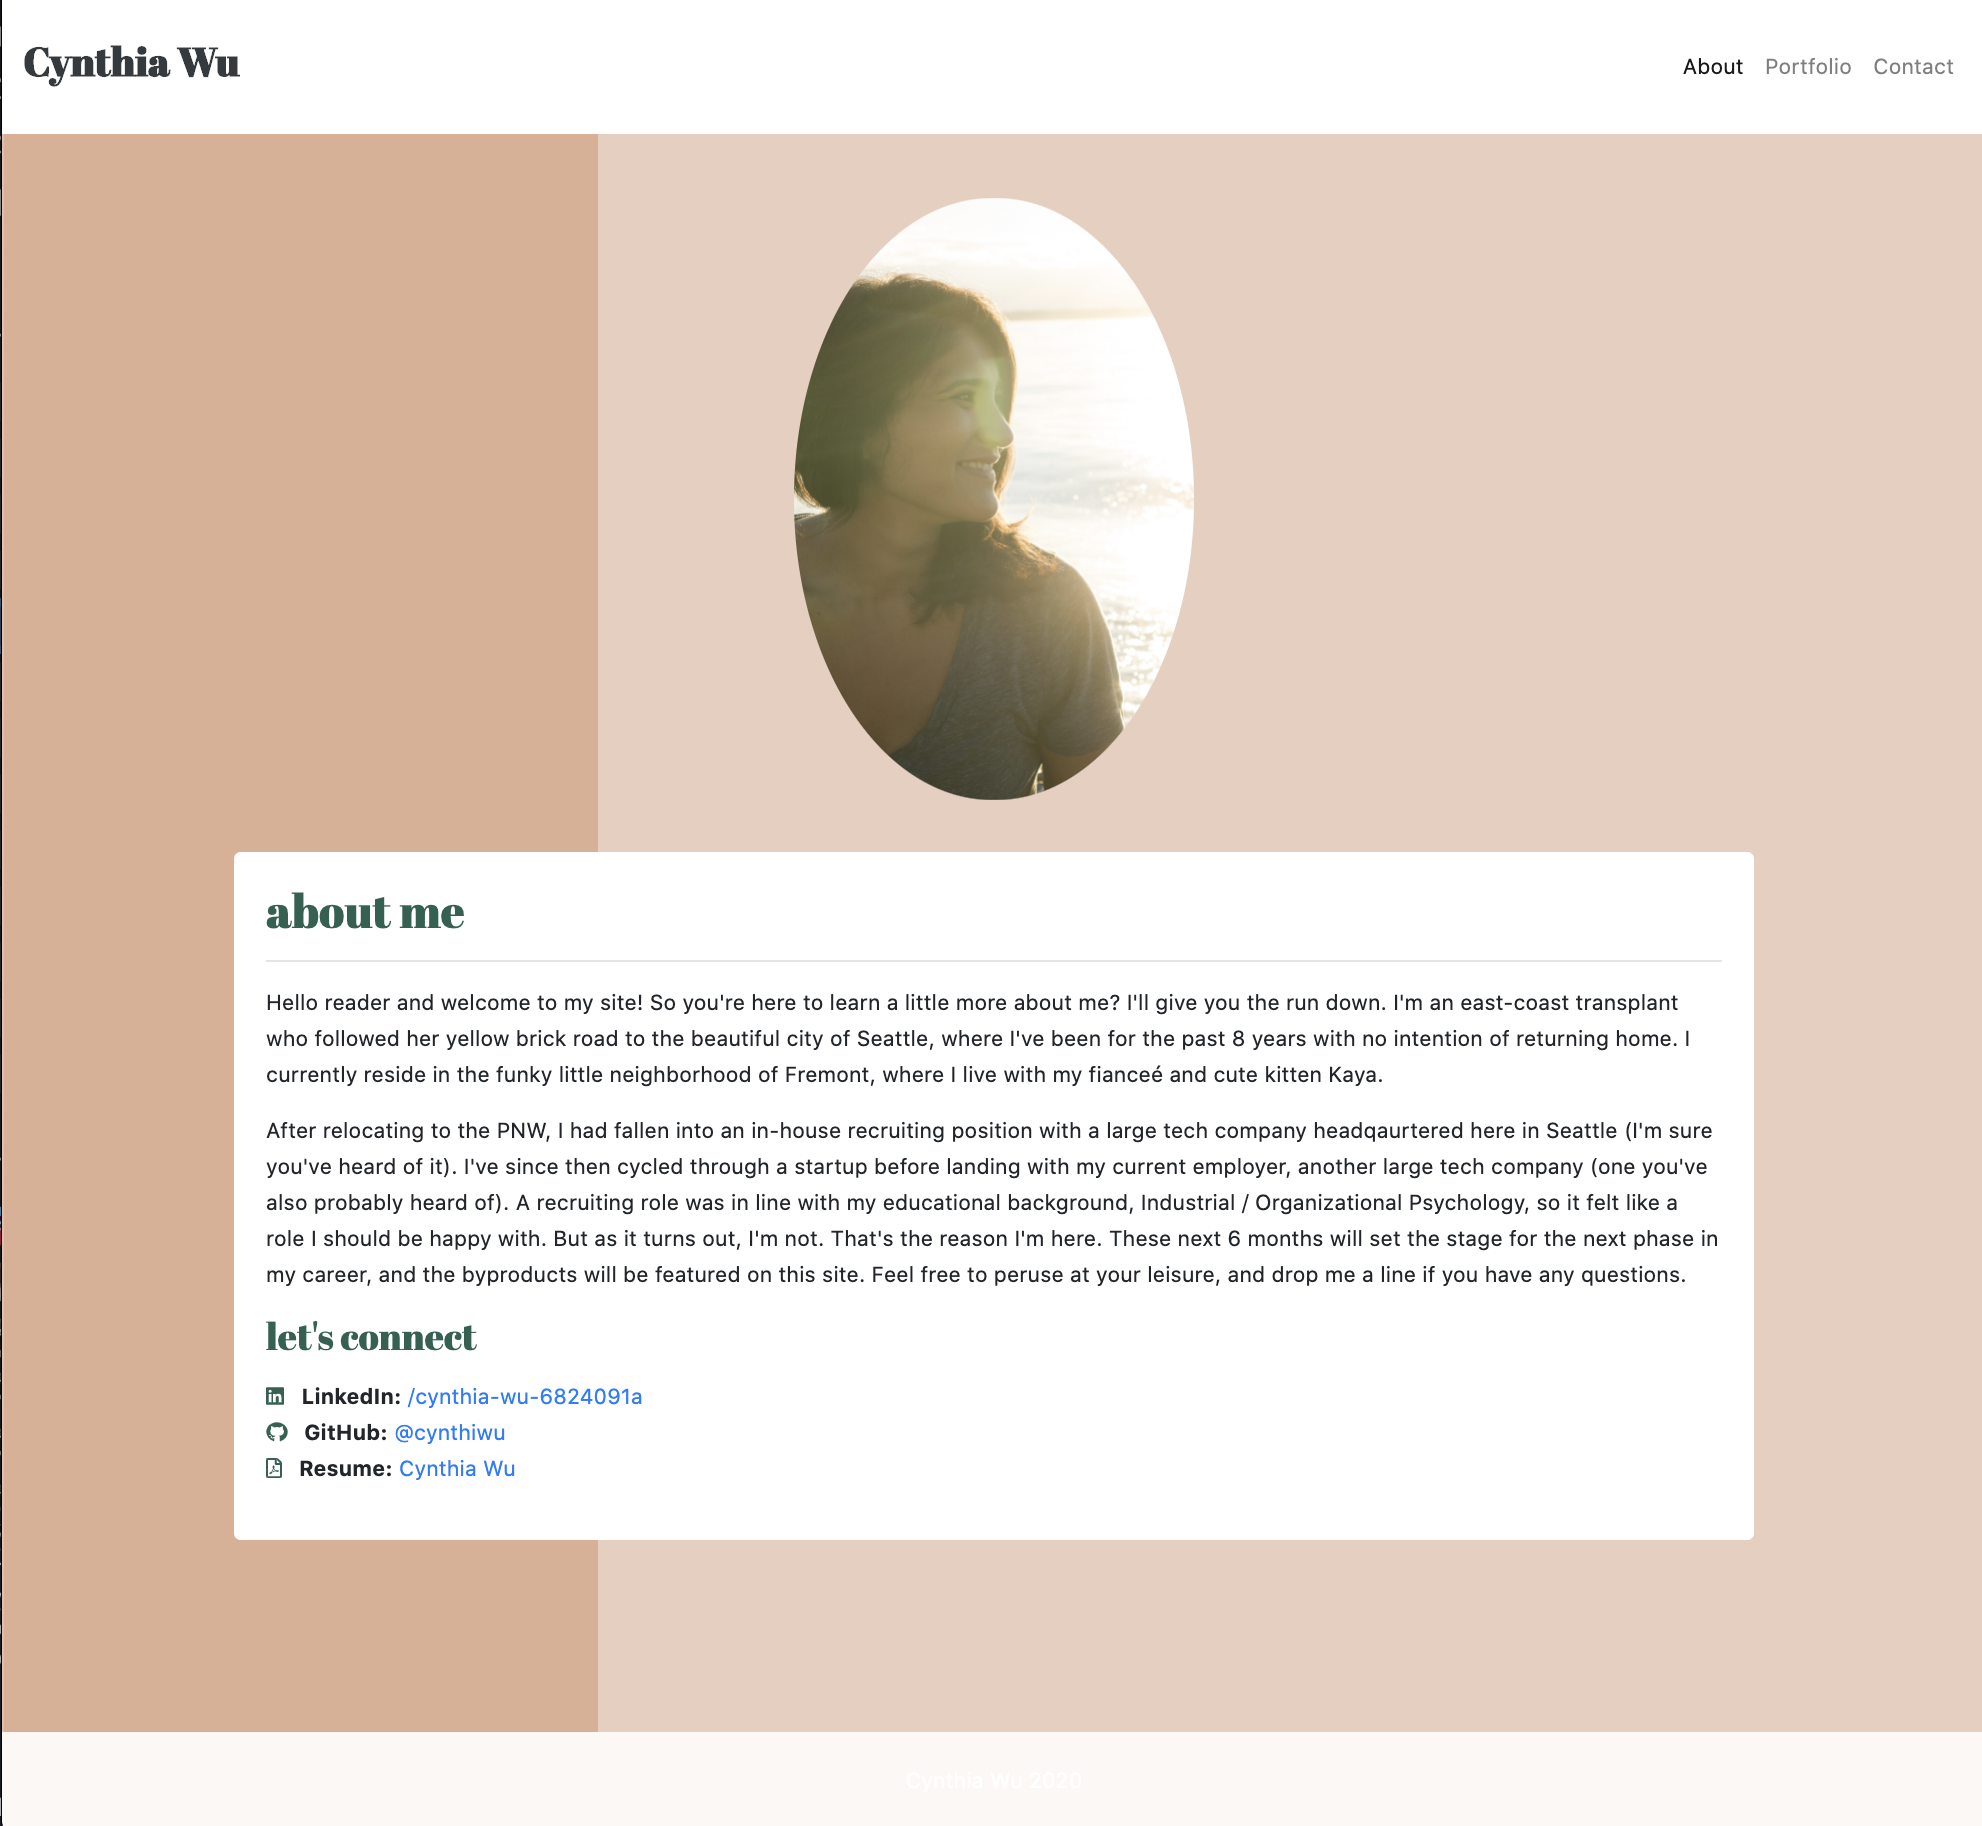 Cynthia Wu
About Portfolio Contact
about me
Hello reader and welcome to my site! So you're here to learn a little more about me? I'll give you the run down. I'm an east-coast transplant
who followed her yellow brick road to the beautiful city of Seattle, where I've been for the past 8 years with no intention of returning home. I
currently reside in the funky little neighborhood of Fremont, where I live with my fianceé and cute kitten Kaya.
After relocating to the PNW, I had fallen into an in-house recruiting position with a large tech company headqaurtered here in Seattle (I'm sure
you've heard of it). I've since then cycled through a startup before landing with my current employer, another large tech company (one you've
also probably heard of). A recruiting role was in line with my educational background, Industrial / Organizational Psychology, so it felt like a
role I should be happy with. But as it turns out, I'm not. That's the reason I'm here. These next 6 months will set the stage for the next phase in
my career, and the byproducts will be featured on this site. Feel free to peruse at your leisure, and drop me a line if you have any questions.
let's connect
LinkedIn: /cynthia-wu-6824091a
GitHub: @cynthiwu
Resume: Cynthia Wu
Cynthia Wu 2020